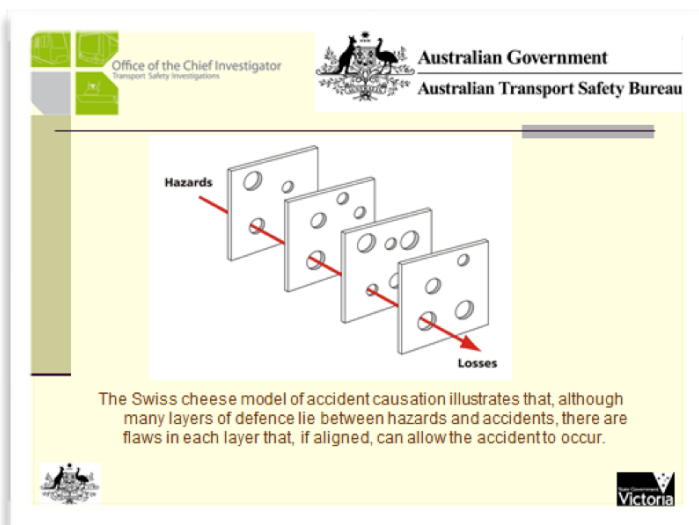 Office of the Chief Investigator
Transport Safety Investigations
Australian Government
Australian Transport Safety Bureau
Hazards
Losses
The Swiss cheese model of accident causation illustrates that, although
many layers of defence lie between hazards and accidents, there are
flaws in each layer that, if aligned, can allow the accident to occur.
State Government
Victoria